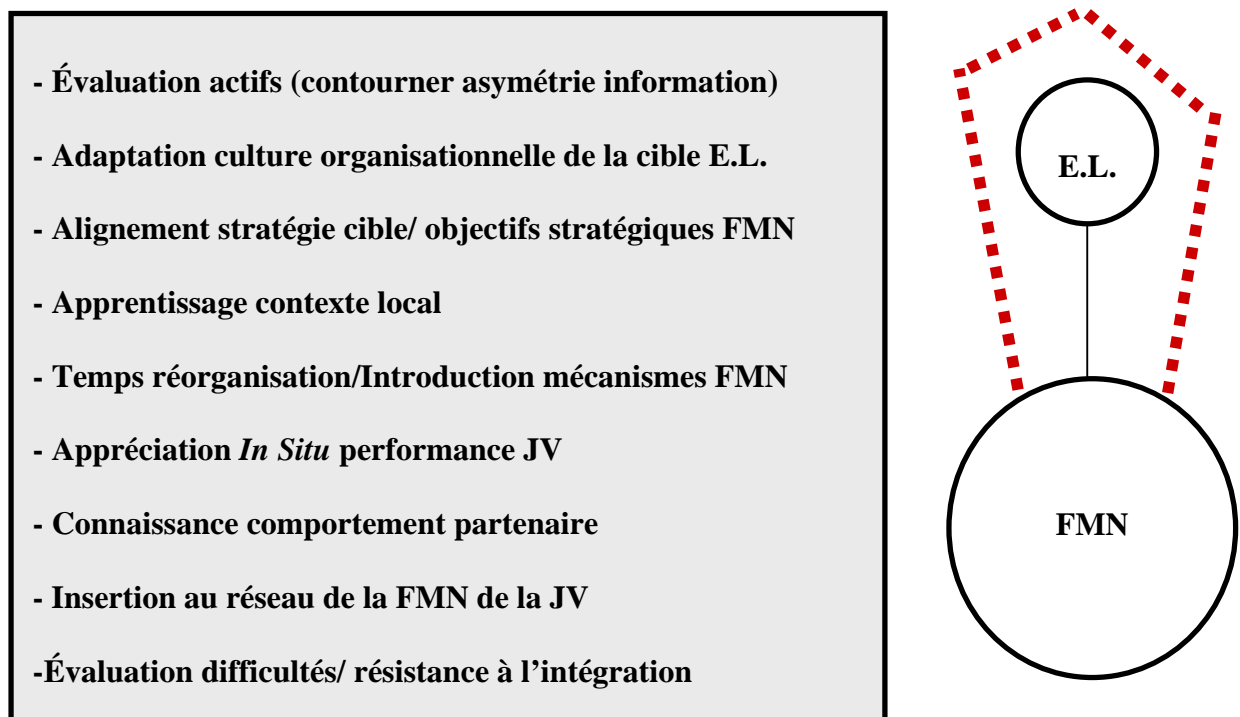 - Évaluation actifs (contourner asymétrie information)
- Adaptation culture organisationnelle de la cible E.L.
- Alignement stratégie cible/ objectifs stratégiques FMN
- Apprentissage contexte local
- Temps réorganisation/Introduction mécanismes FMN
- Appréciation In Situ performance JV
- Connaissance comportement partenaire
- Insertion au réseau de la FMN de la JV
-Évaluation difficultés/ résistance à l’intégration
E.L.
FMN